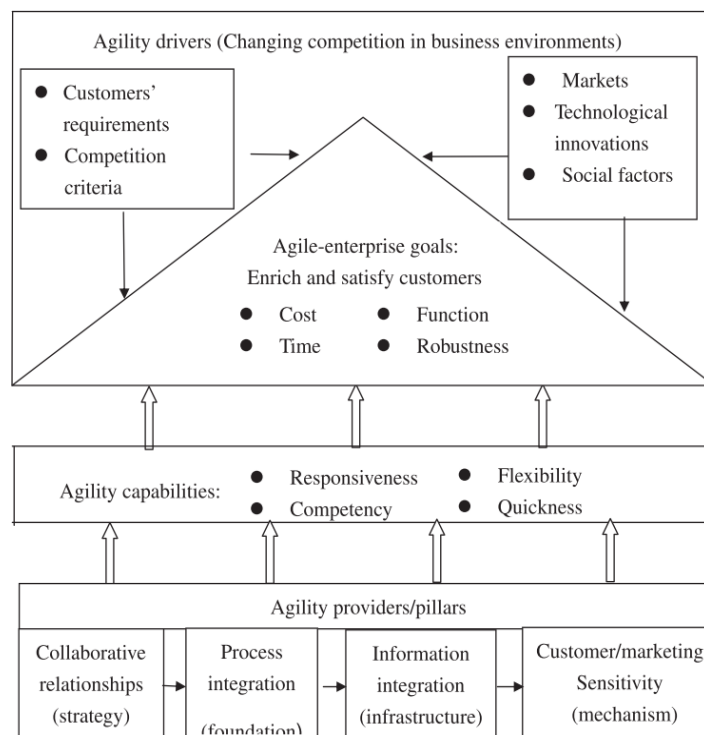 Agility drivers (Changing competition in business environments)
● Customers’
requirements
● Competition
criteria
● Markets
● Technological
innovations
● Social factors
Agile-enterprise goals:
Enrich and satisfy customers
● Cost
● Function
● Time
● Robustness
Agility capabilities:
● Responsiveness
● Flexibility
● Competency
● Quickness
Agility providers/pillars
Collaborative
relationships
(strategy)
Process
integration
(foundation)
Information
integration
(infrastructure)
Customer/marketing
Sensitivity
(mechanism)